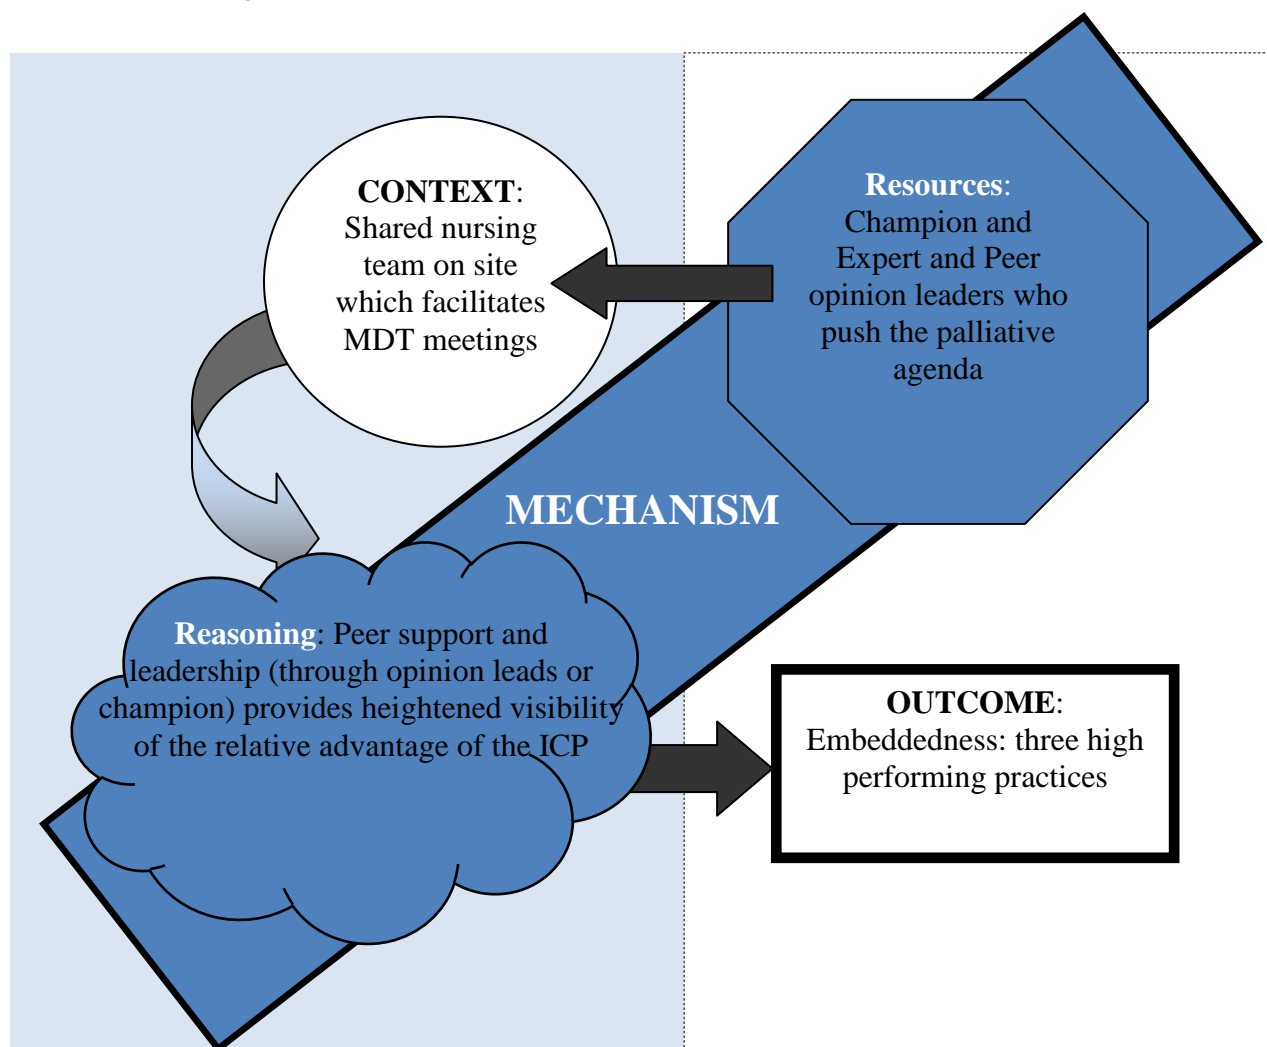 CONTEXT:
Shared nursing
team on site
which facilitates
MDT meetings
Resources:
Champion and
Expert and Peer
opinion leaders who
push the palliative
agenda
MECHANISM
Reasoning: Peer support and
leadership (through opinion leads or
champion) provides heightened visibility
of the relative advantage of the ICP
OUTCOME:
Embeddedness: three high
performing practices